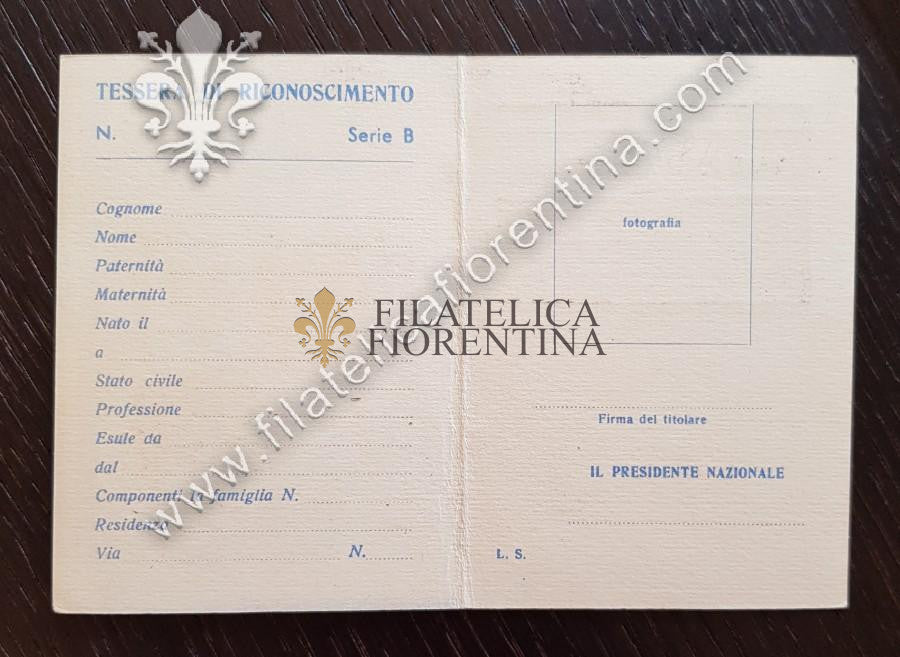 TESSERA DI RICONOSCIMENTO
N. Serie B
Cognome
Nome
Paternità
Maternità
Nato il
a
Stato civile
Professione
Esule da
dal
Componenti la famiglia N.
Residenza
Via N.
fotografia
Firma del titolare
IL PRESIDENTE NAZIONALE
L. S.
FILATELICA
FIORENTINA
www.filatelicafiorentina.com